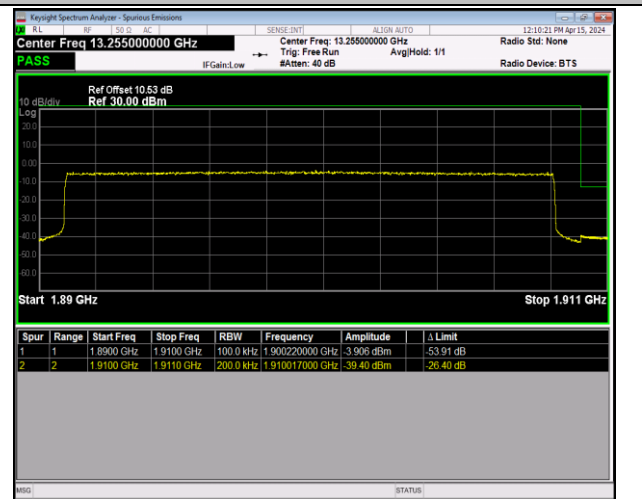 Keysight Spectrum Analyzer - Spurious Emissions
RL RF 50 Ω AC SENSE:INT ALIGN AUTO 12:10:21 PM Apr 15, 2024
Center Freq 13.255000000 GHz Center Freq: 13.255000000 GHz Radio Std: None
Trig: Free Run Avg|Hold: 1/1
PASS IFGain:Low #Atten: 40 dB Radio Device: BTS
Ref Offset 10.53 dB
10 dB/div Ref 30.00 dBm
Log
20.0
10.0
0.00
-10.0
-20.0
-30.0
-40.0
-50.0
-60.0
Start 1.89 GHz Stop 1.911 GHz
Spur Range Start Freq Stop Freq RBW Frequency Amplitude Δ Limit
1 1 1.8900 GHz 1.9100 GHz 100.0 kHz 1.900220000 GHz -3.906 dBm -53.91 dB
2 2 1.9100 GHz 1.9110 GHz 200.0 kHz 1.910017000 GHz -39.40 dBm -26.40 dB
MSG STATUS